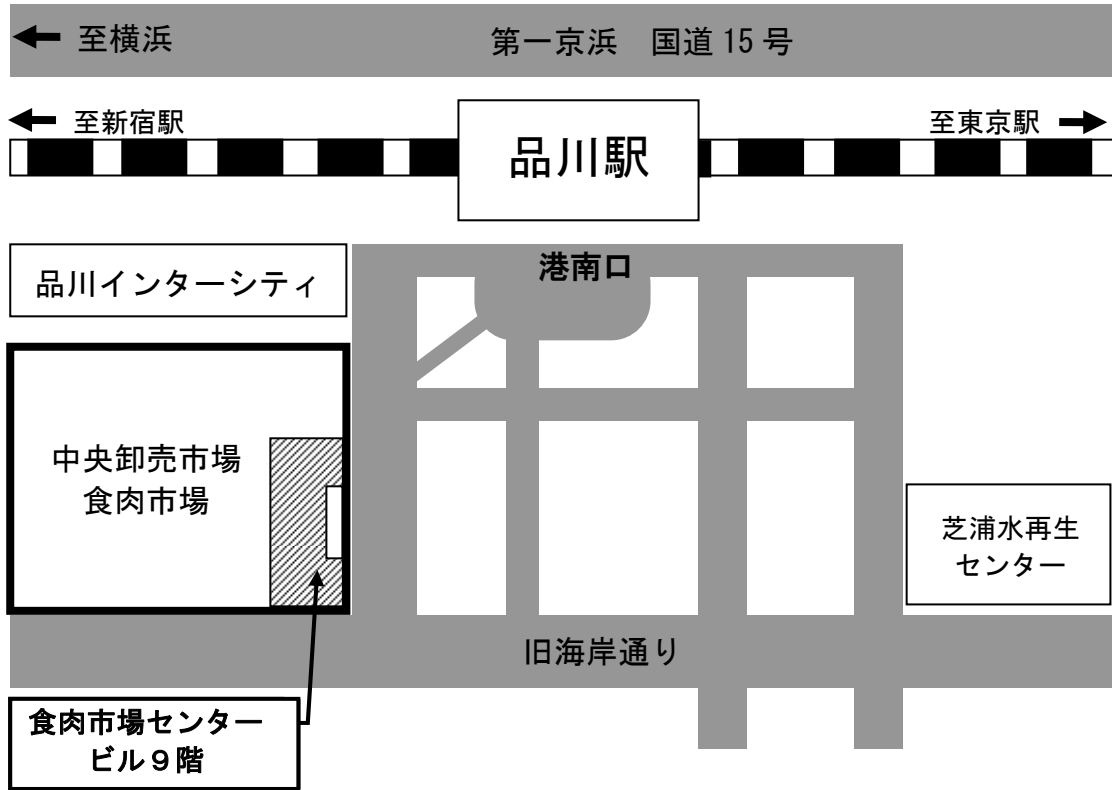 至横浜
第一京浜　国道15号
至新宿駅
品川駅
至東京駅
品川インターシティ
港南口
中央卸売市場
食肉市場
芝浦水再生
センター
旧海岸通り
食肉市場センター
ビル９階